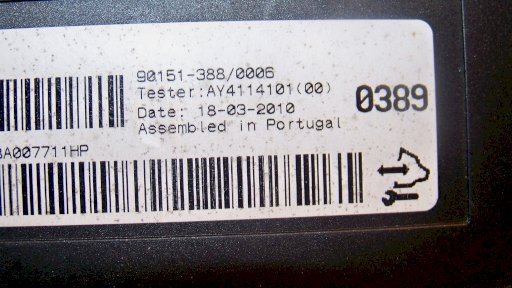 90151-388/0006
Tester:AY4114101(00)
Date: 18-03-2010
Assembled in Portugal
0389
A007711HP